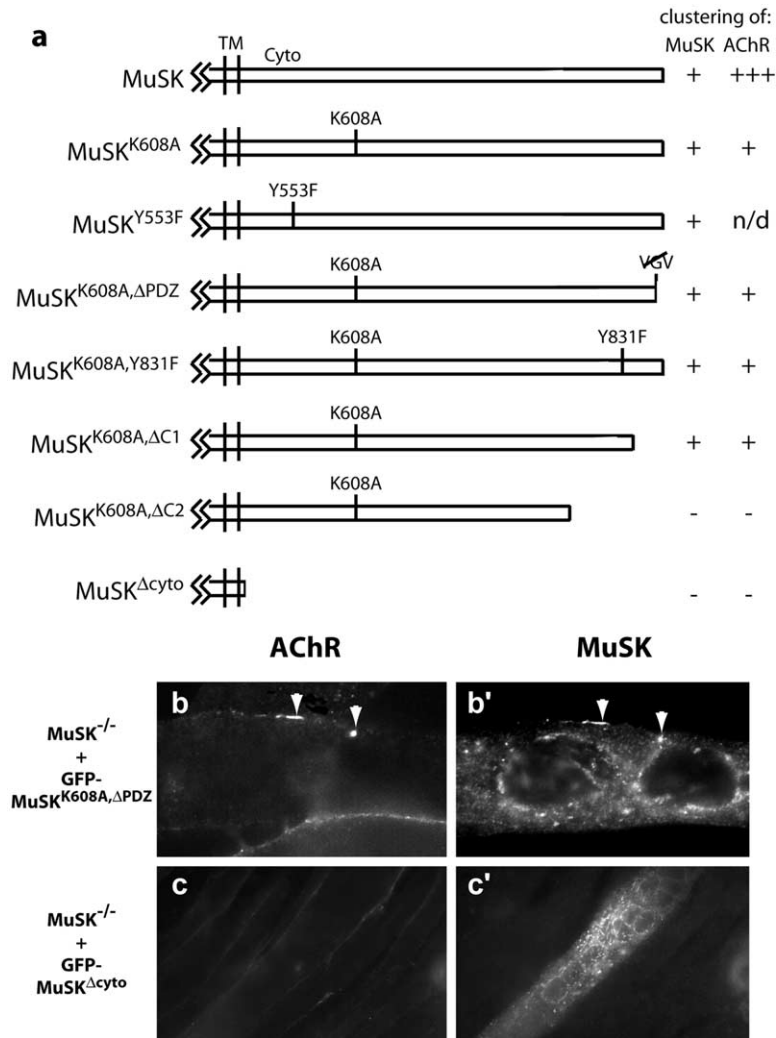 a
clustering of:
MuSK AChR
TM
Cyto
MuSK + +++
K608A
MuSK^K608A + +
Y553F
MuSK^Y553F + n/d
K608A VGV
MuSK^K608A,ΔPDZ + +
K608A Y831F
MuSK^K608A,Y831F + +
K608A
MuSK^K608A,ΔC1 + +
K608A
MuSK^K608A,ΔC2 - -
MuSK^Δcyto - -
AChR MuSK
b b'
MuSK^-/-
+
GFP-
MuSK^K608A,ΔPDZ
c c'
MuSK^-/-
+
GFP-
MuSK^Δcyto